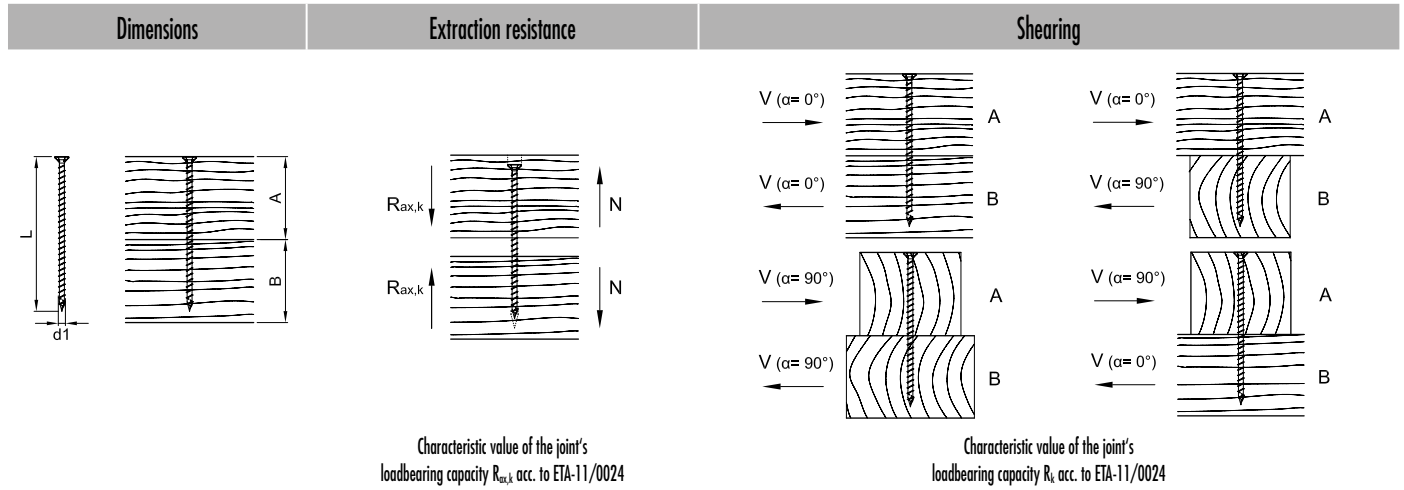 Dimensions
Extraction resistance
Shearing
L
d1
A
B
Rax,k
N
Rax,k
N
V (α= 0°)
A
V (α= 0°)
B
V (α= 0°)
A
V (α= 90°)
B
V (α= 90°)
A
V (α= 90°)
B
V (α= 90°)
A
V (α= 0°)
B
Characteristic value of the joint‘s
loadbearing capacity Rax,k acc. to ETA-11/0024
Characteristic value of the joint‘s
loadbearing capacity Rk acc. to ETA-11/0024